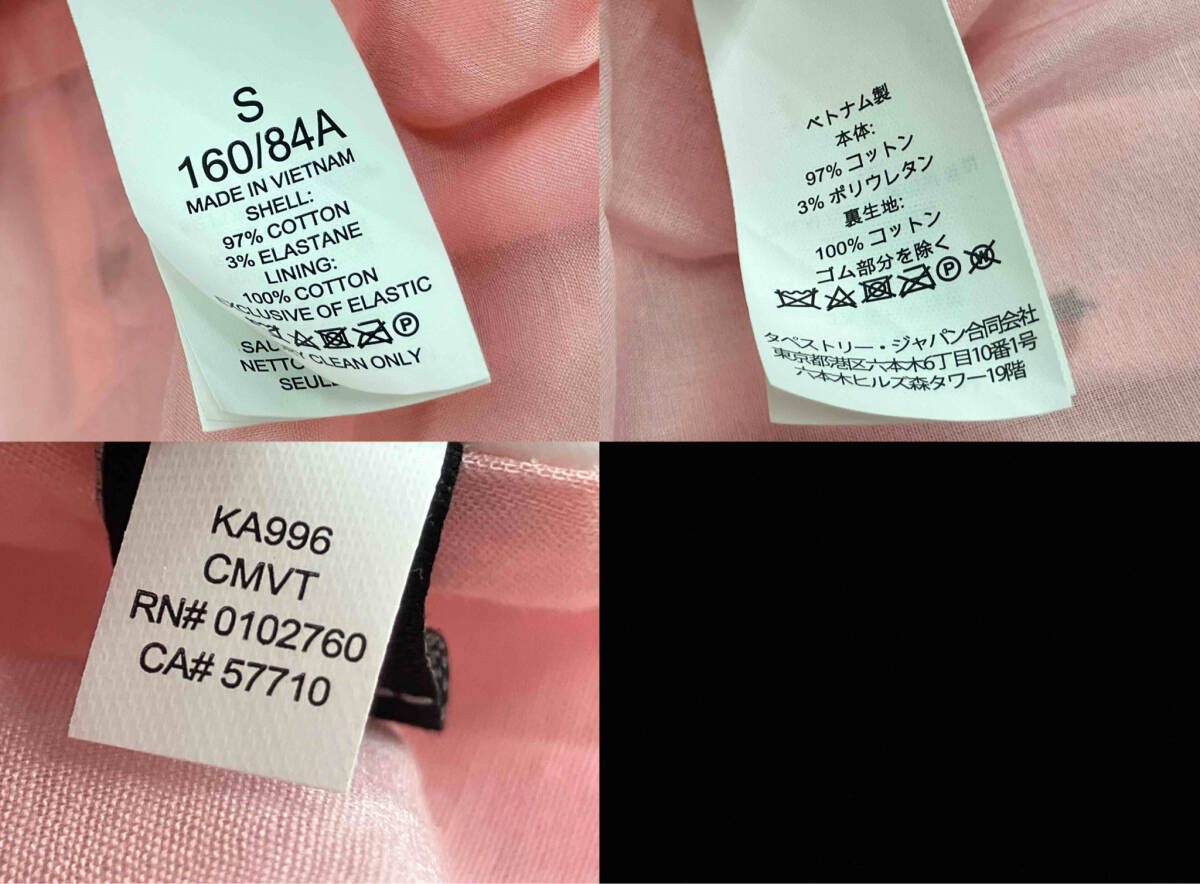 S
160/84A
MADE IN VIETNAM
SHELL:
97% COTTON
3% ELASTANE
LINING:
100% COTTON
EXCLUSIVE OF ELASTIC
P
CLEAN ONLY
NETTO
SEUL
ベトナム製
本体:
97% コットン
3% ポリウレタン
裏生地:
100% コットン
ゴム部分を除く
P W
タペストリー・ジャパン合同会社
東京都港区六本木6丁目10番1号
六本木ヒルズ森タワー19階
KA996
CMVT
RN# 0102760
CA# 57710